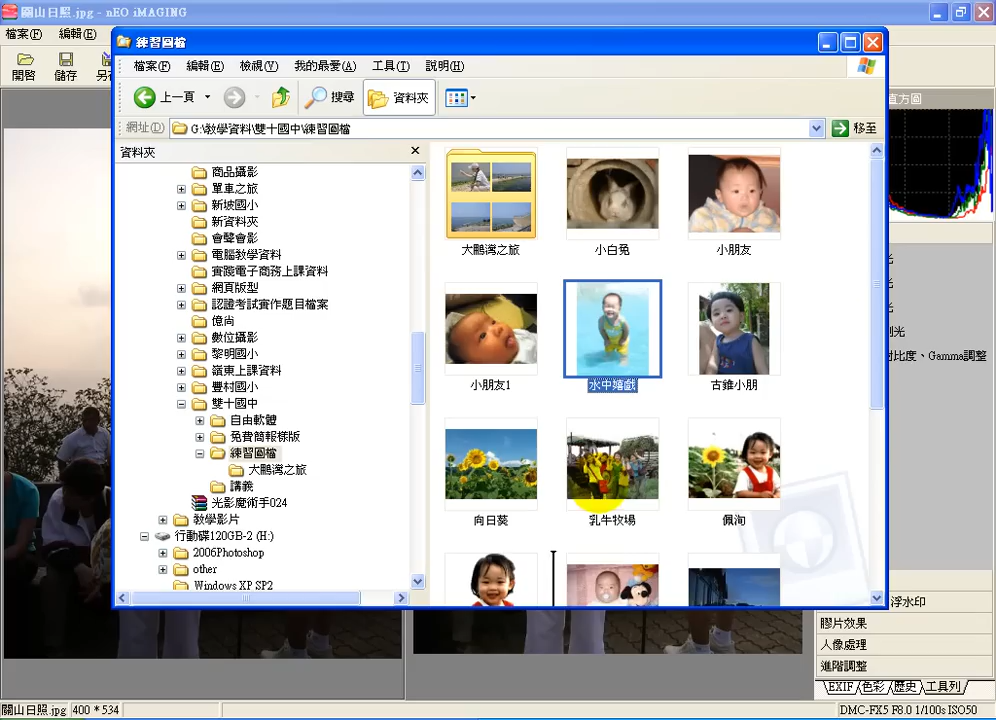 關山日照.jpg - nEO iMAGING
檔案(F) 編輯(E)
開啓 儲存 另
練習圖檔
檔案(F) 編輯(E) 檢視(V) 我的最愛(A) 工具(T) 說明(H)
上一頁 搜尋 資料夾
網址(D) G:\教學資料\雙十國中\練習圖檔 移至
資料夾
商品攝影
單車之旅
新坡國小
新資料夾
會聲會影
電腦教學資料
實踐電子商務上課資料
網頁版型
認證考試實作題目檔案
億尚
數位攝影
黎明國小
嶺東上課資料
豐村國小
雙十國中
自由軟體
免費簡報樣版
練習圖檔
大鵬灣之旅
講義
光影魔術手024
教學影片
行動碟120GB-2 (H:)
2006Photoshop
other
Windows XP SP2
大鵬灣之旅 小白兔 小朋友
小朋友1 水中嬉戲 古錐小朋
向日葵 乳牛牧場 佩洵
直方圖
光
光
別光
對比度、Gamma調整
浮水印
膠片效果
人像處理
進階調整
EXIF 色彩 歷史 工具列
關山日照.jpg 400 * 534
DMC-FX5 F8.0 1/100s ISO50